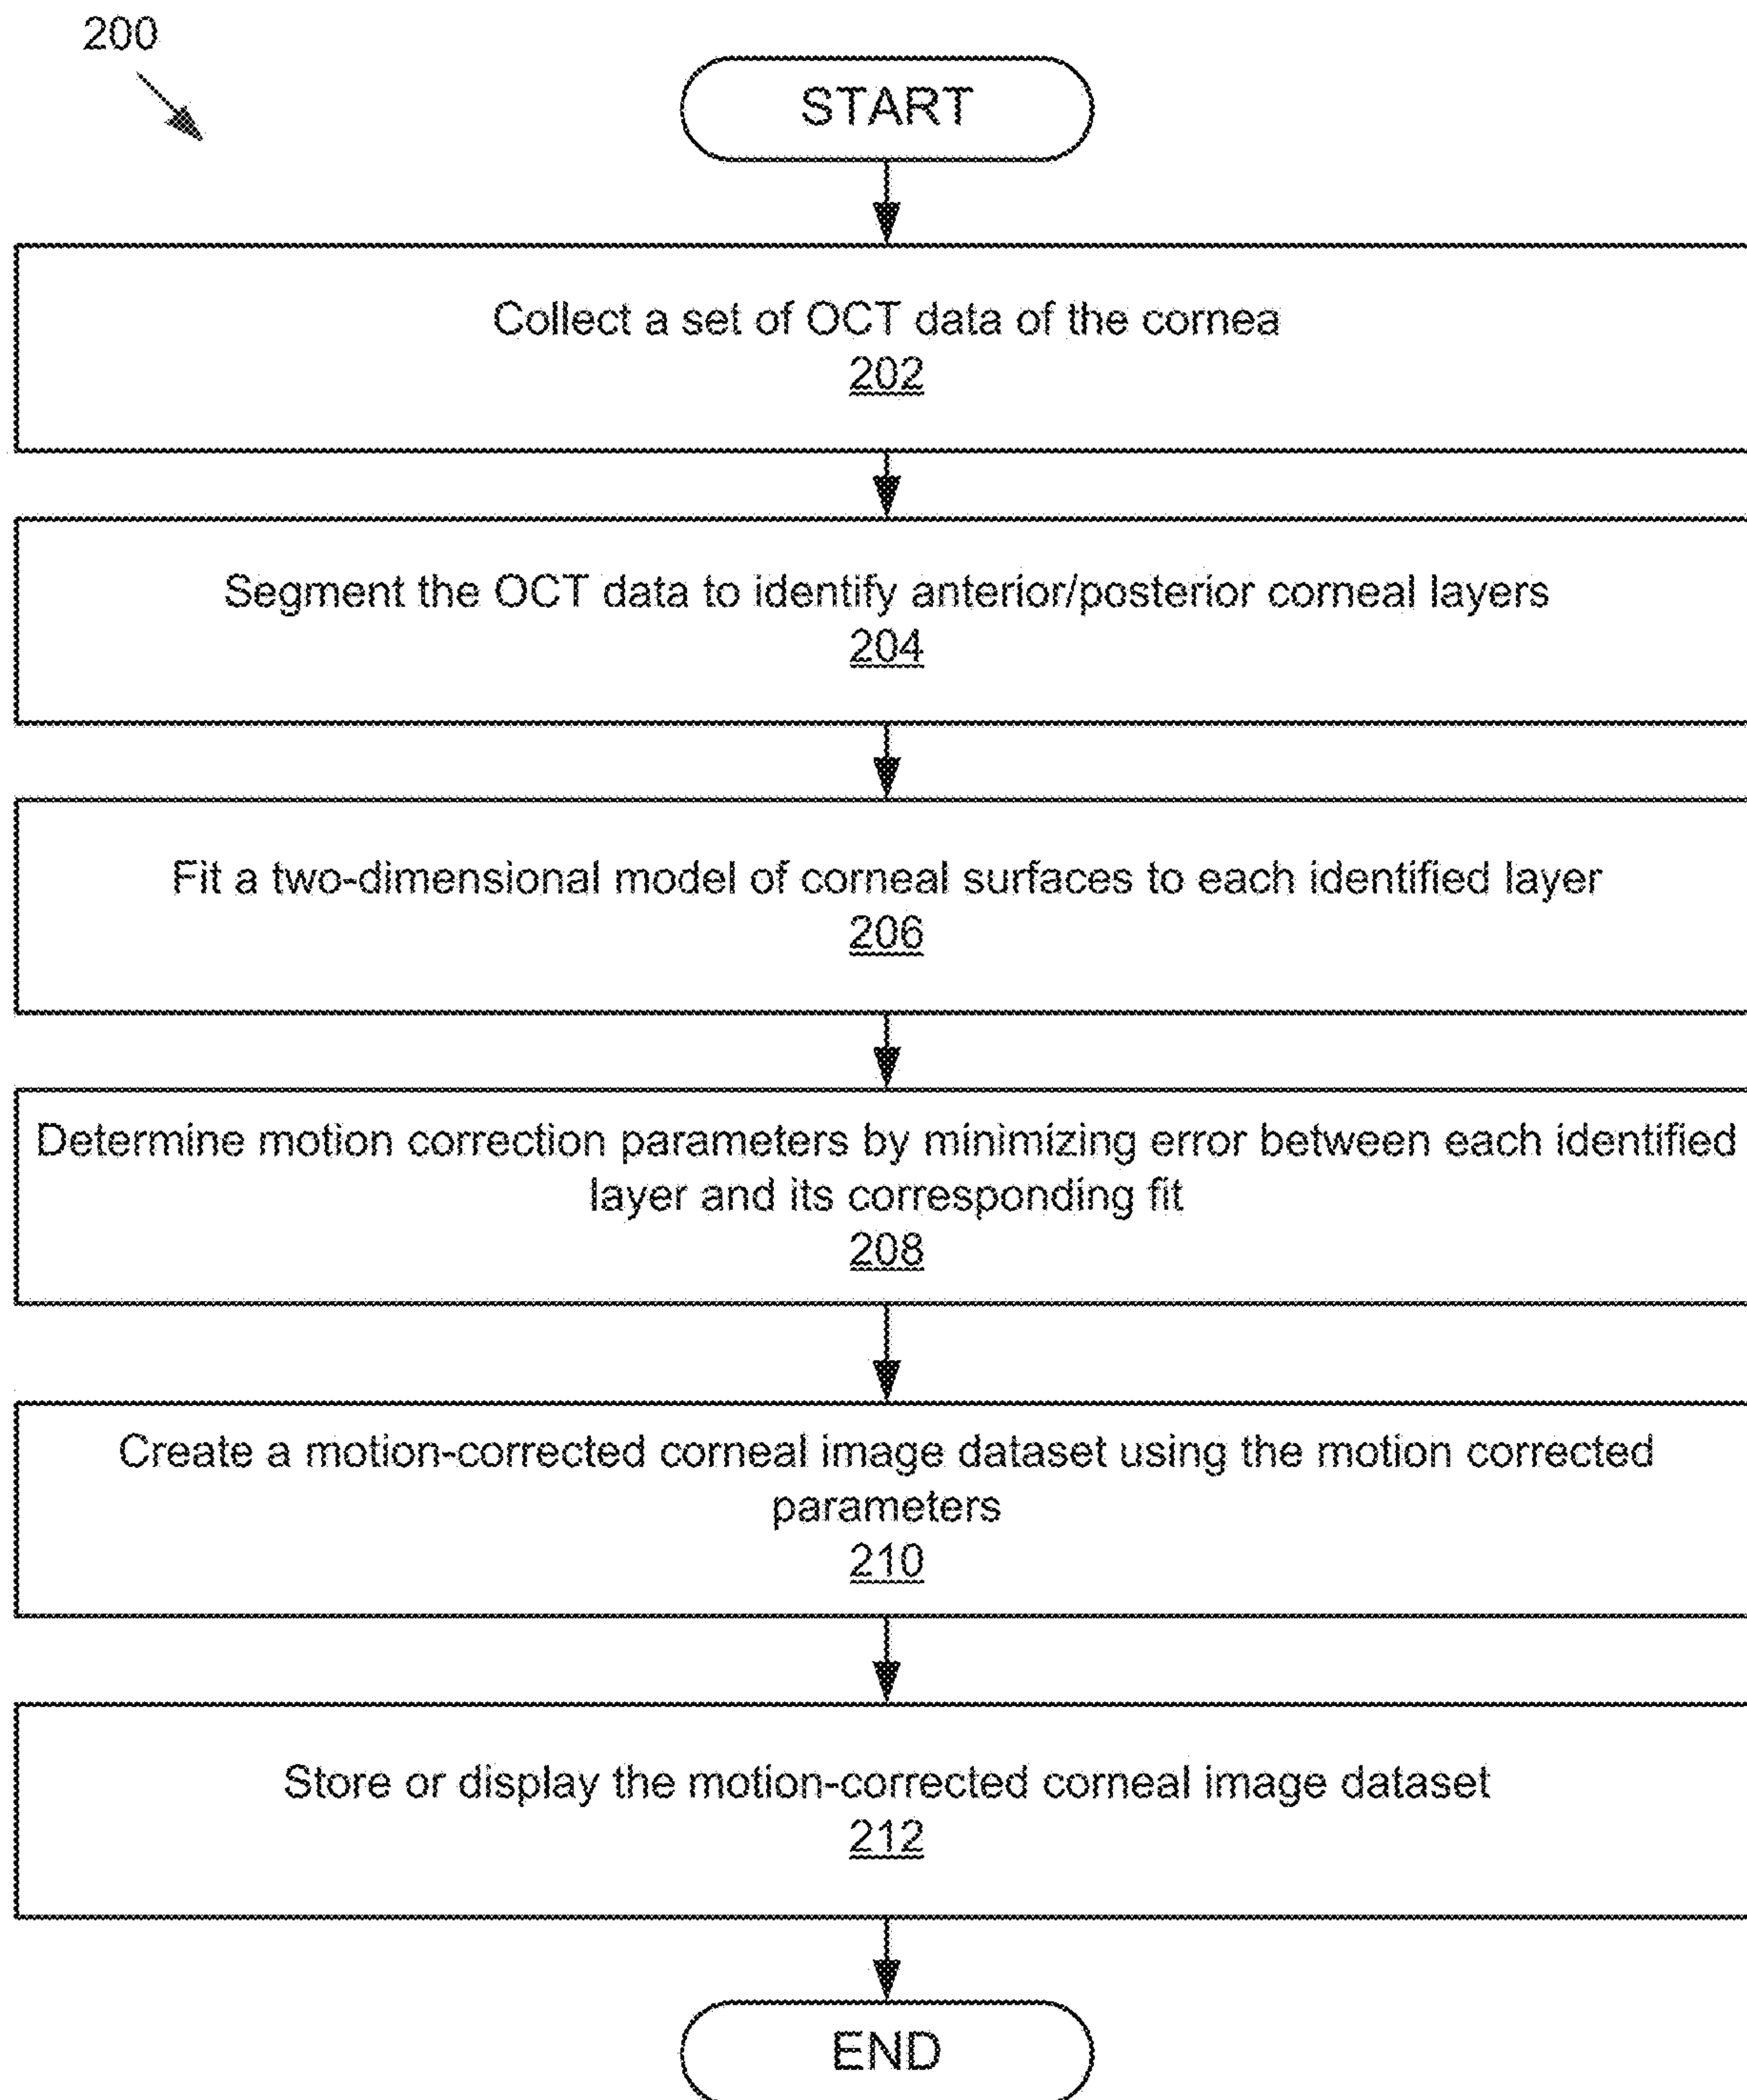 200
START
Collect a set of OCT data of the cornea
202
Segment the OCT data to identify anterior/posterior corneal layers
204
Fit a two-dimensional model of corneal surfaces to each identified layer
206
Determine motion correction parameters by minimizing error between each identified
layer and its corresponding fit
208
Create a motion-corrected corneal image dataset using the motion corrected
parameters
210
Store or display the motion-corrected corneal image dataset
212
END